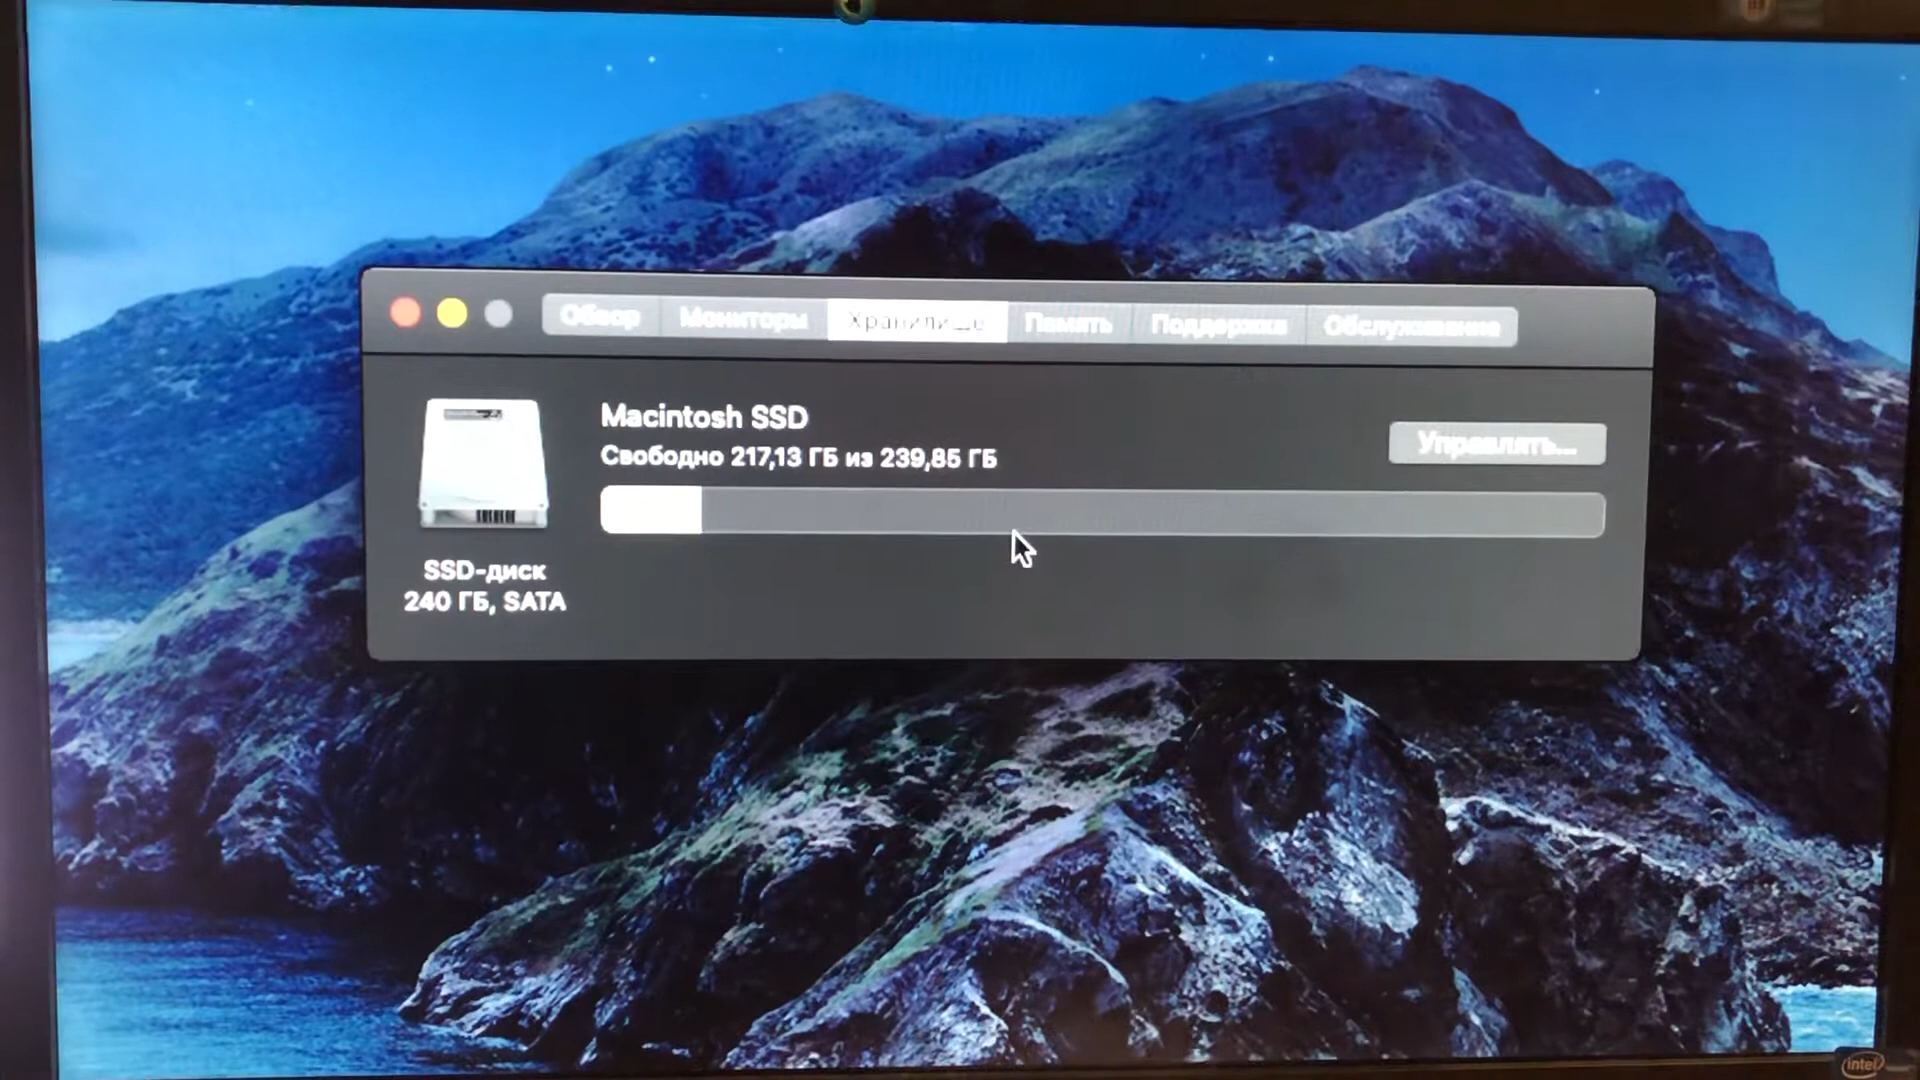 Обзор Мониторы Хранилище Память Поддержка Обслуживание
Macintosh SSD
Свободно 217,13 ГБ из 239,85 ГБ
Управлять...
SSD-диск
240 ГБ, SATA
intel